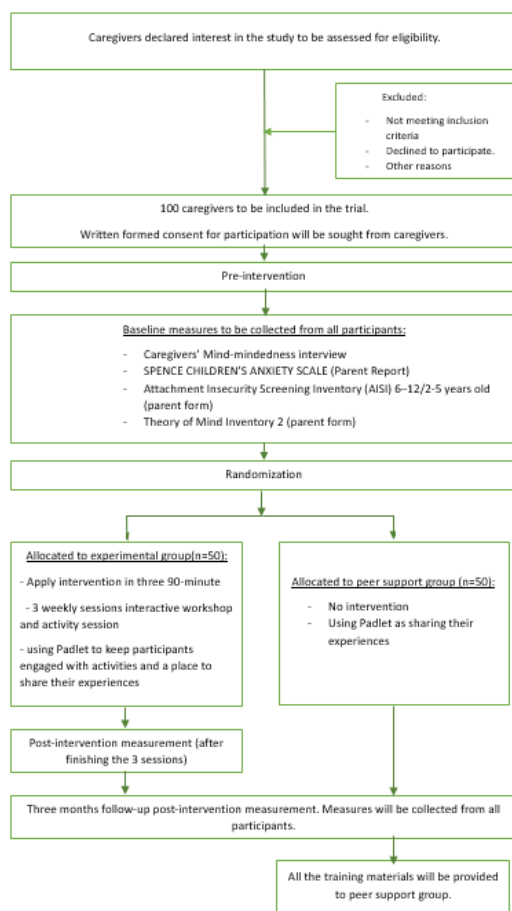 Caregivers declared interest in the study to be assessed for eligibility.
Excluded:
- Not meeting inclusion
criteria
- Declined to participate.
- Other reasons
100 caregivers to be included in the trial.
Written formed consent for participation will be sought from caregivers.
Pre-intervention
Baseline measures to be collected from all participants:
- Caregivers' Mind-mindedness interview
- SPENCE CHILDREN'S ANXIETY SCALE (Parent Report)
- Attachment Insecurity Screening Inventory (AISI) 6–12/2-5 years old
(parent form)
- Theory of Mind Inventory 2 (parent form)
Randomization
Allocated to experimental group(n=50):
- Apply intervention in three 90-minute
- 3 weekly sessions interactive workshop
and activity session
- using Padlet to keep participants
engaged with activities and a place to
share their experiences
Allocated to peer support group (n=50):
- No intervention
- Using Padlet as sharing their
experiences
Post-intervention measurement (after
finishing the 3 sessions)
Three months follow-up post-intervention measurement. Measures will be collected from all
participants.
All the training materials will be provided
to peer support group.